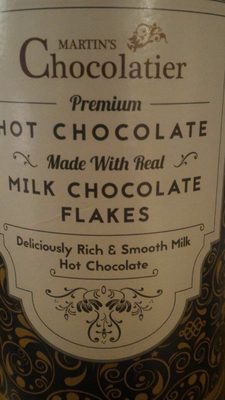 MARTIN'S
Chocolatier
Premium
HOT CHOCOLATE
Made With Real
MILK CHOCOLATE
FLAKES
Deliciously Rich & Smooth Milk
Hot Chocolate